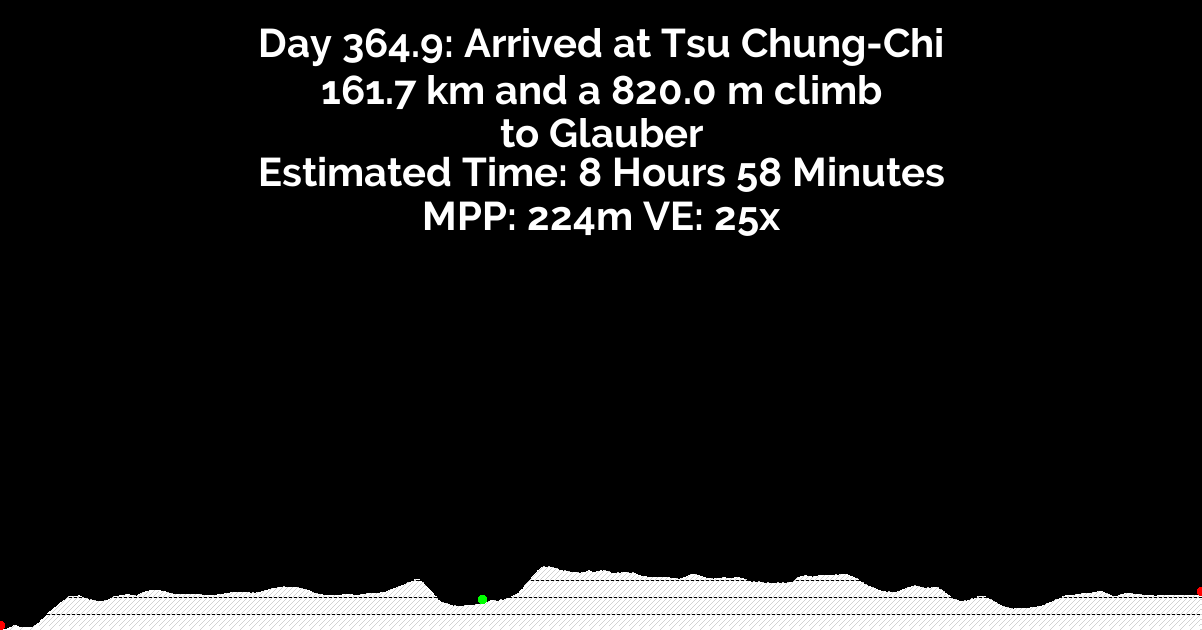 Day 364.9: Arrived at Tsu Chung-Chi
161.7 km and a 820.0 m climb
to Glauber
Estimated Time: 8 Hours 58 Minutes
MPP: 224m VE: 25x